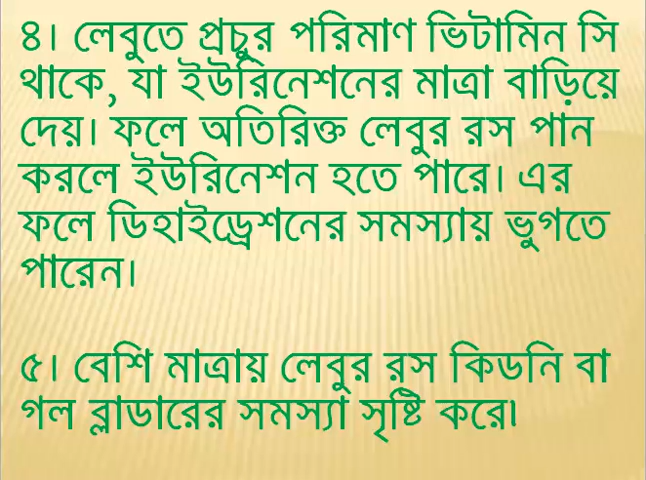 ৪। লেবুতে প্রচুর পরিমাণ ভিটামিন সি
থাকে, যা ইউরিনেশনের মাত্রা বাড়িয়ে
দেয়। ফলে অতিরিক্ত লেবুর রস পান
করলে ইউরিনেশন হতে পারে। এর
ফলে ডিহাইড্রেশনের সমস্যায় ভুগতে
পারেন।
৫। বেশি মাত্রায় লেবুর রস কিডনি বা
গল ব্লাডারের সমস্যা সৃষ্টি করে৷